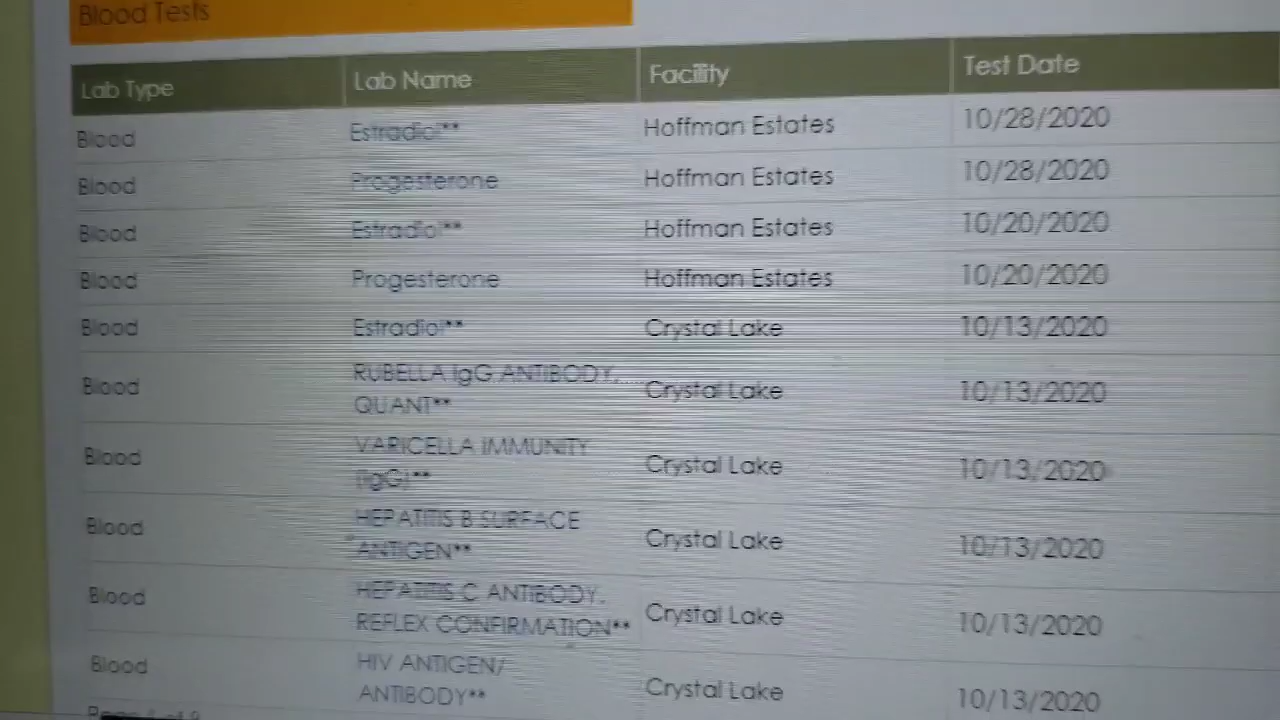 Blood Tests
Lab Type Lab Name Facility Test Date
Blood Estradiol** Hoffman Estates 10/28/2020
Blood Progesterone Hoffman Estates 10/28/2020
Blood Estradiol** Hoffman Estates 10/20/2020
Blood Progesterone Hoffman Estates 10/20/2020
Blood Estradiol** Crystal Lake 10/13/2020
Blood RUBELLA IgG ANTIBODY, Crystal Lake 10/13/2020
QUANT**
Blood VARICELLA IMMUNITY Crystal Lake 10/13/2020
(IgG)**
Blood HEPATITIS B SURFACE Crystal Lake 10/13/2020
ANTIGEN**
Blood HEPATITIS C ANTIBODY, Crystal Lake 10/13/2020
REFLEX CONFIRMATION**
Blood HIV ANTIGEN/ Crystal Lake 10/13/2020
ANTIBODY**